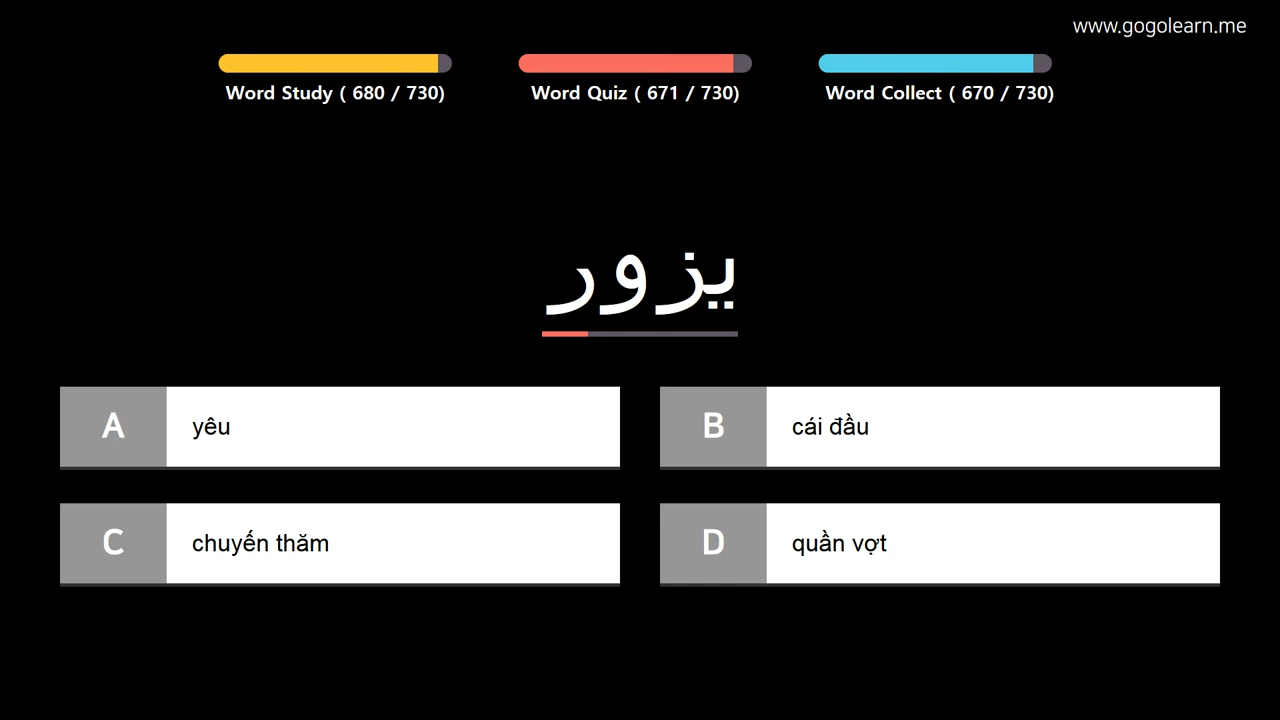 www.gogolearn.me
Word Study ( 680 / 730)
Word Quiz ( 671 / 730)
Word Collect ( 670 / 730)
يزور
A
yêu
B
cái đầu
C
chuyến thăm
D
quần vợt